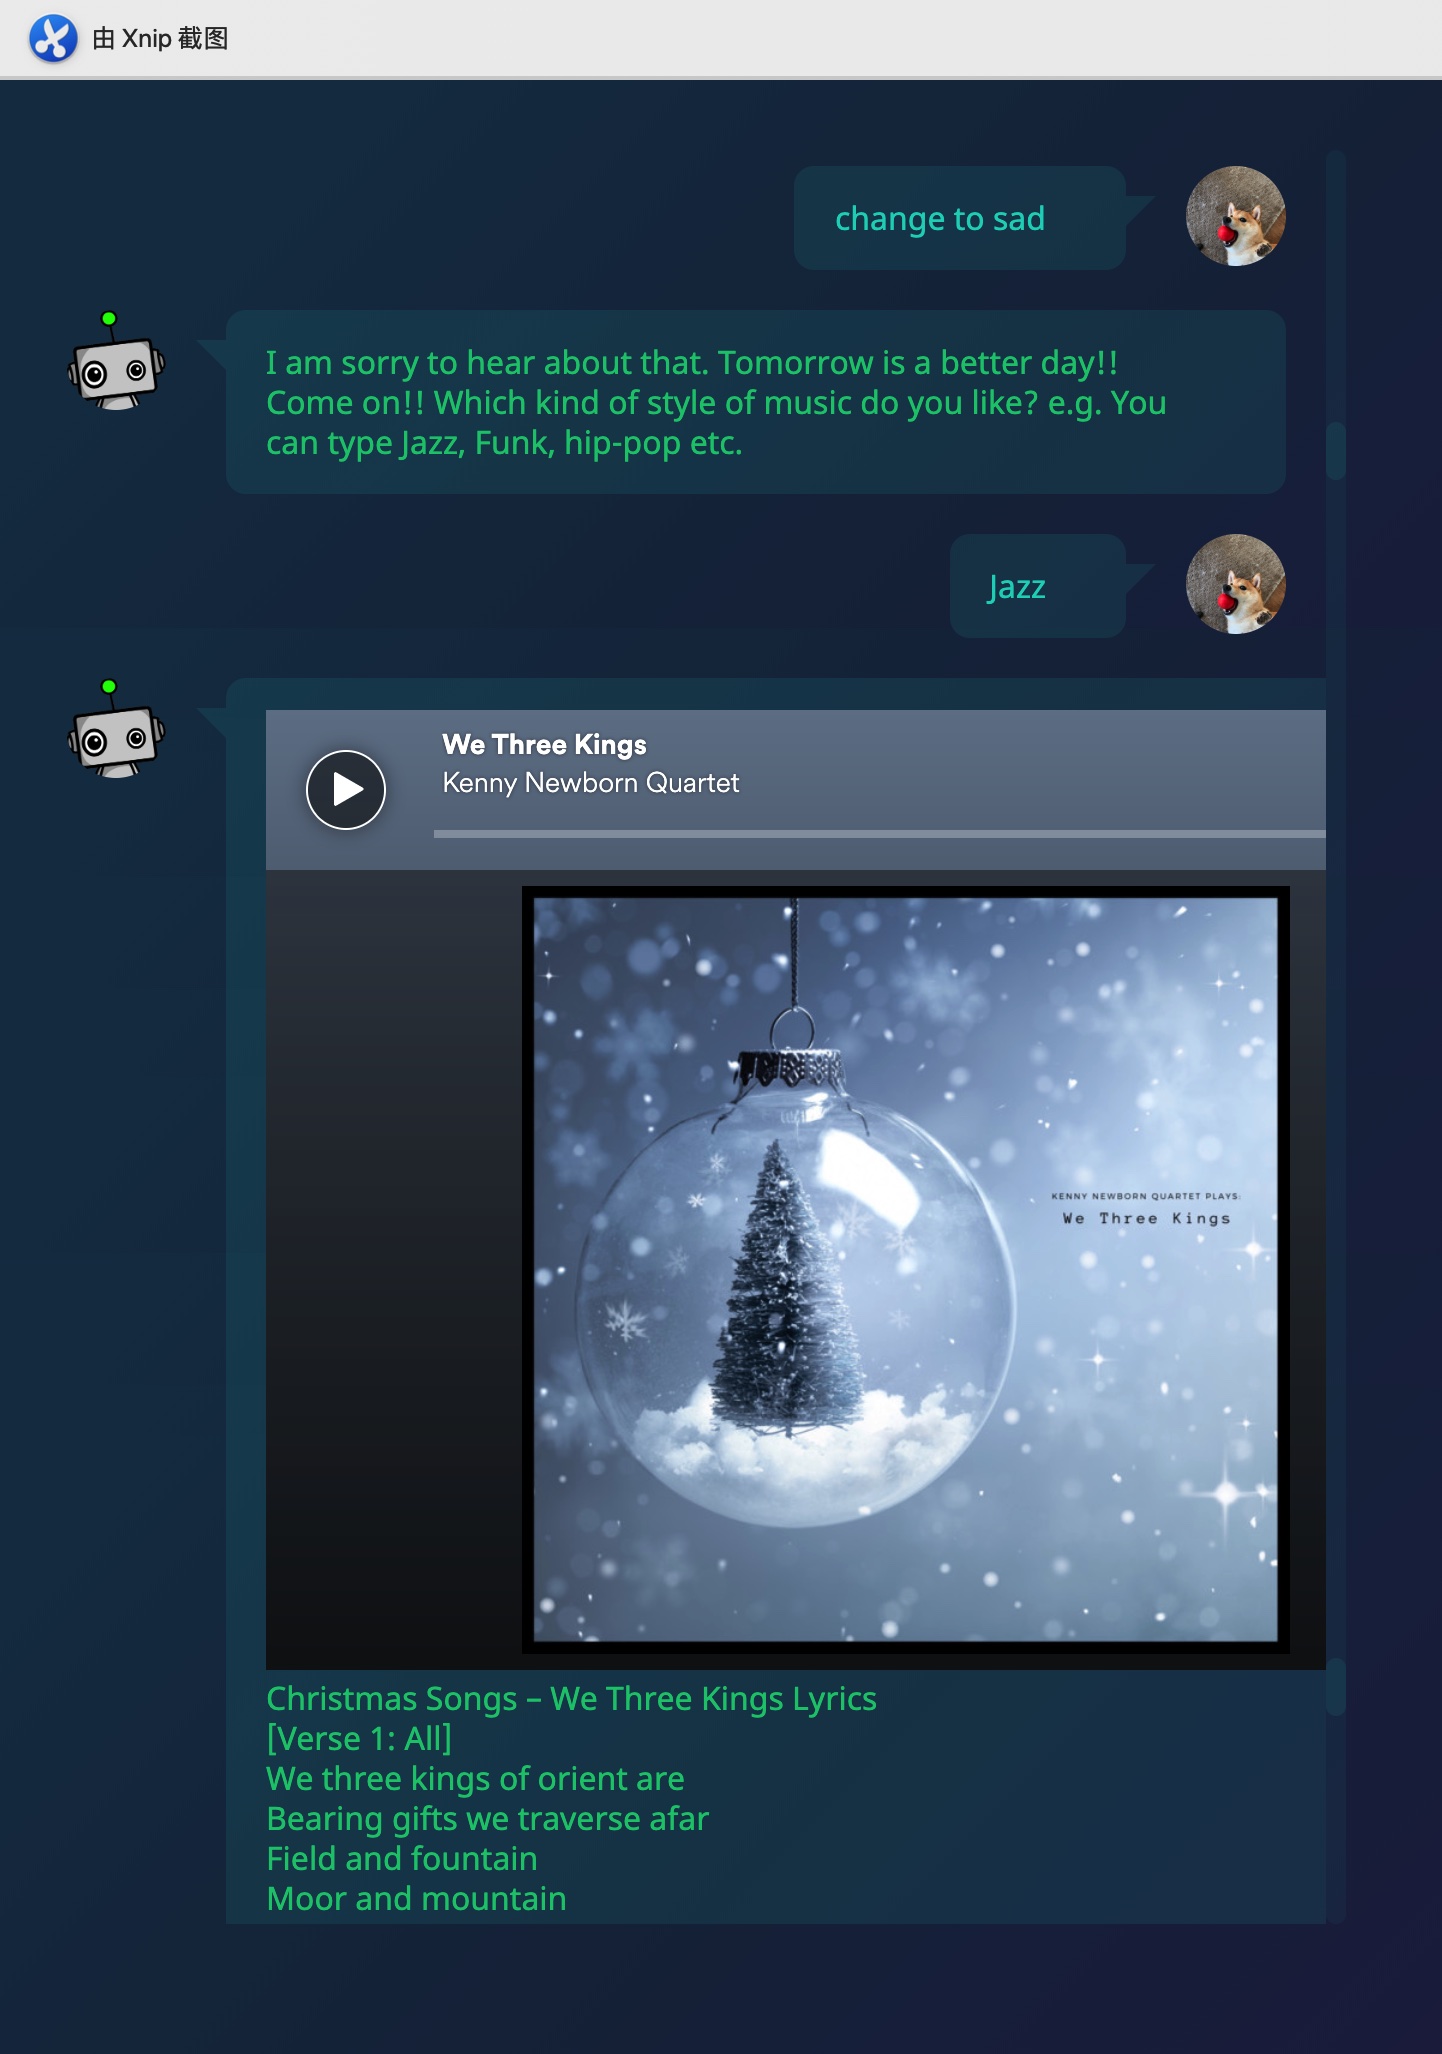 由 Xnip 截图
change to sad
I am sorry to hear about that. Tomorrow is a better day!!
Come on!! Which kind of style of music do you like? e.g. You
can type Jazz, Funk, hip-pop etc.
Jazz
We Three Kings
Kenny Newborn Quartet
KENNY NEWBORN QUARTET PLAYS:
We Three Kings
Christmas Songs – We Three Kings Lyrics
[Verse 1: All]
We three kings of orient are
Bearing gifts we traverse afar
Field and fountain
Moor and mountain